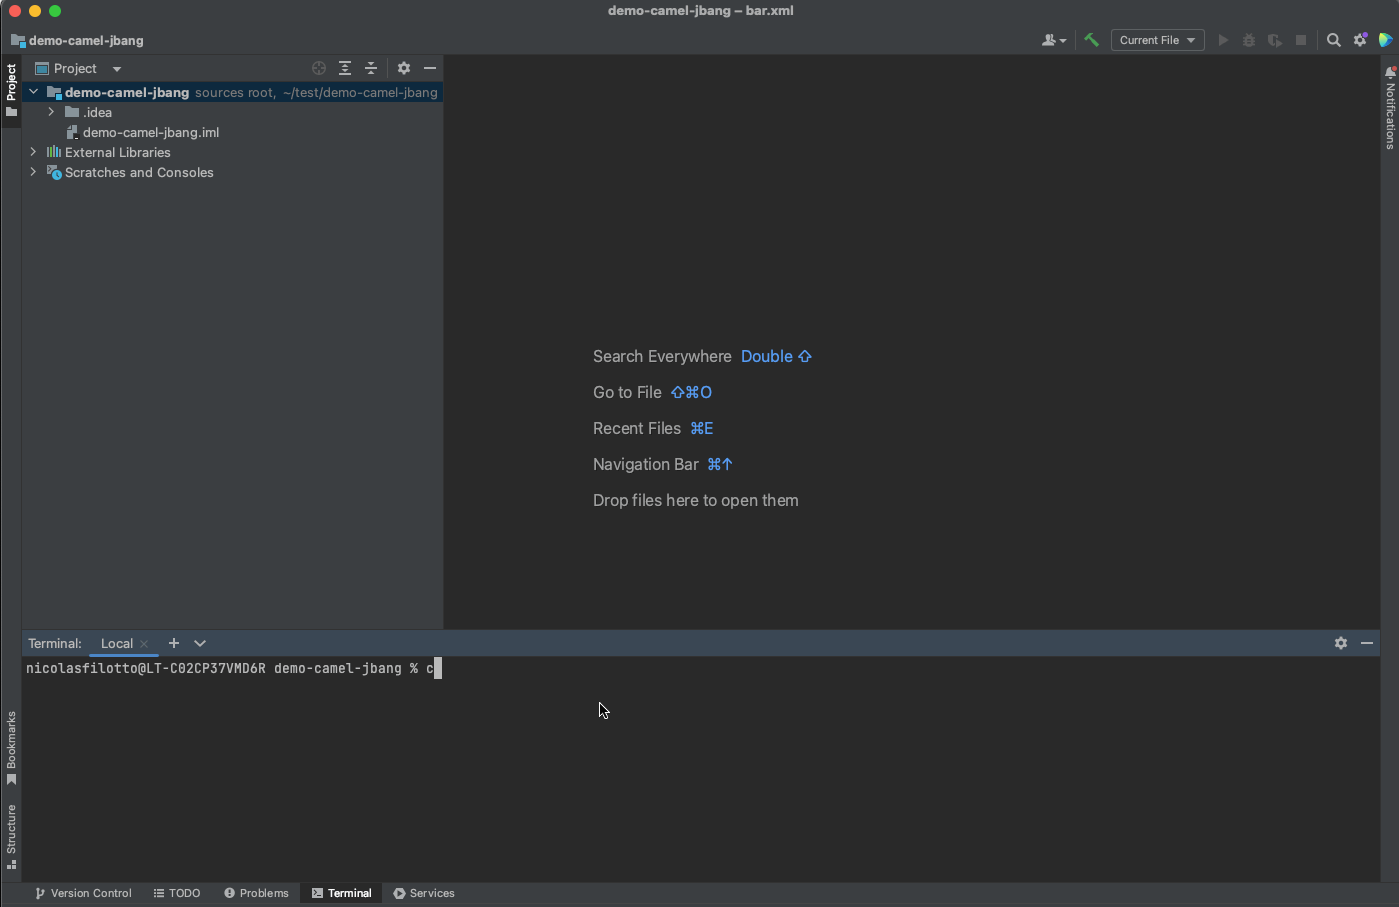 demo-camel-jbang – bar.xml
demo-camel-jbang
Current File
Project
Project
demo-camel-jbang sources root, ~/test/demo-camel-jbang
.idea
demo-camel-jbang.iml
External Libraries
Scratches and Consoles
Notifications
Search Everywhere Double ⇧
Go to File ⇧⌘O
Recent Files ⌘E
Navigation Bar ⌘↑
Drop files here to open them
Terminal: Local
nicolasfilotto@LT-C02CP37VMD6R demo-camel-jbang % c
Bookmarks
Structure
Version Control TODO Problems Terminal Services